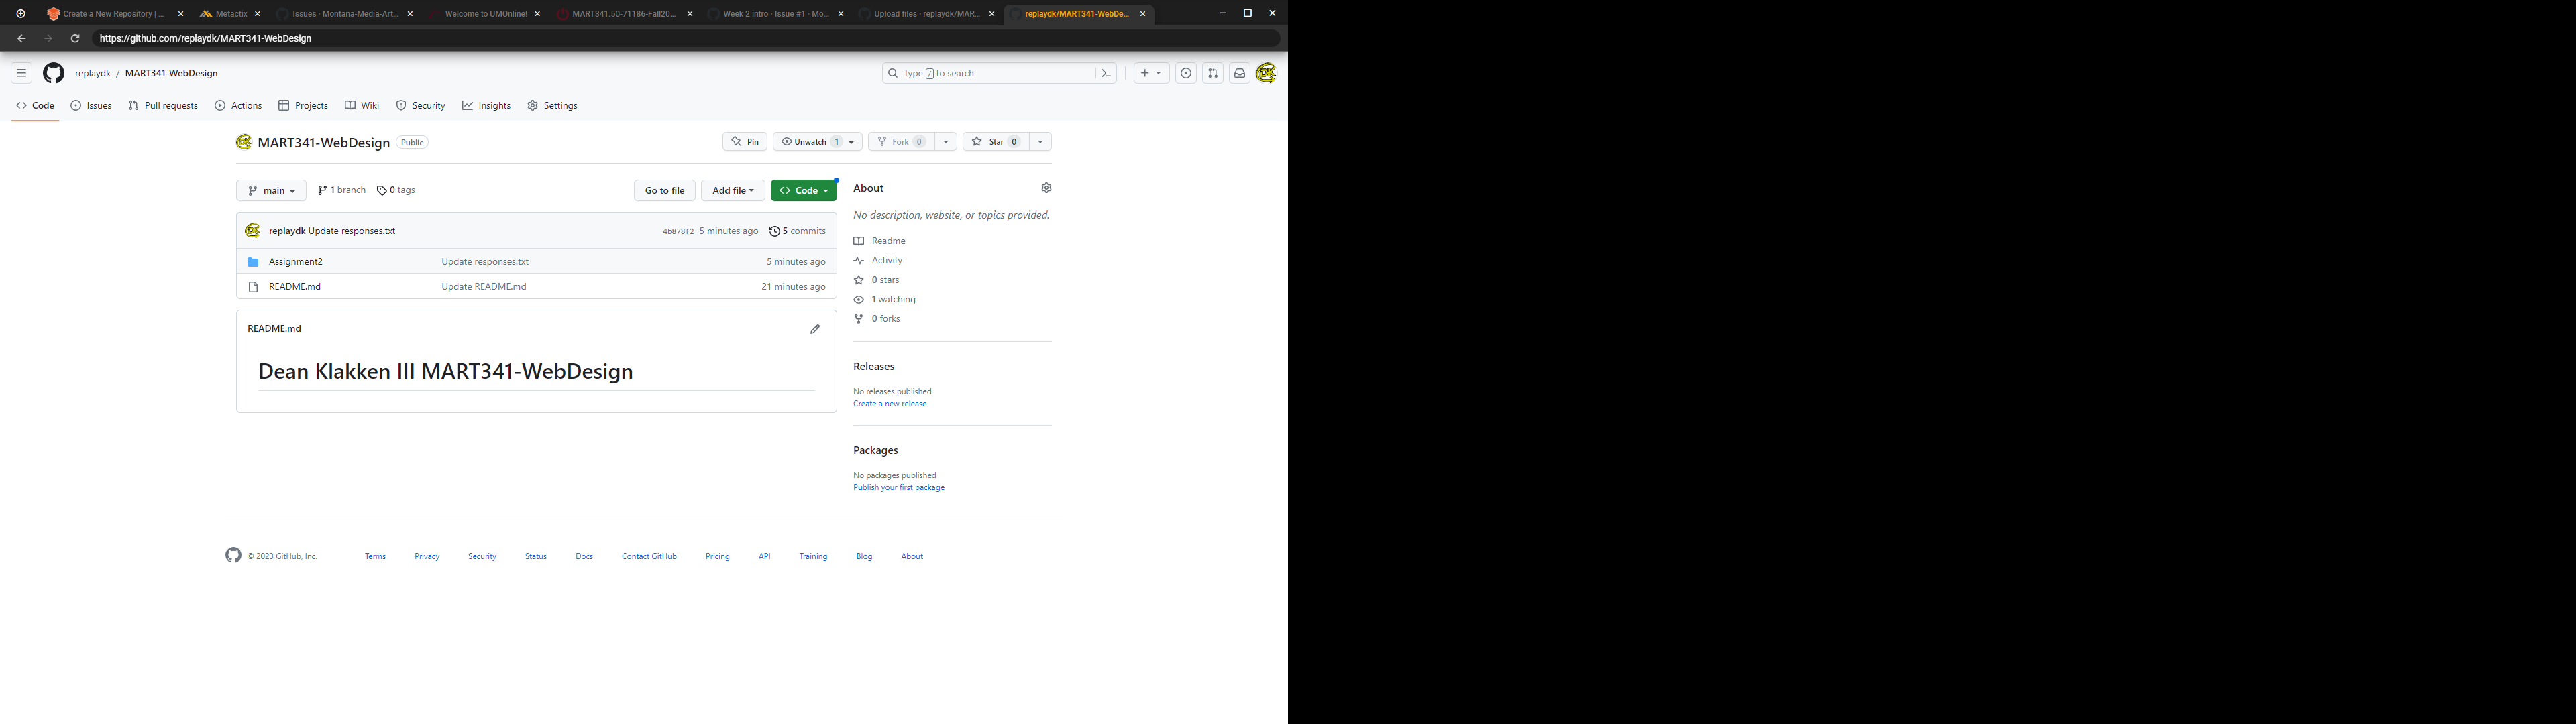 Create a New Repository | ... Metactix Issues · Montana-Media-Art... Welcome to UMOnline! MART341.50-71186-Fall20... Week 2 intro · Issue #1 · Mo... Upload files · replaydk/MAR... replaydk/MART341-WebDe...
https://github.com/replaydk/MART341-WebDesign
replaydk / MART341-WebDesign Type / to search
Code Issues Pull requests Actions Projects Wiki Security Insights Settings
MART341-WebDesign Public Pin Unwatch 1 Fork 0 Star 0
main 1 branch 0 tags Go to file Add file Code About
No description, website, or topics provided.
replaydk Update responses.txt 4b878f2 5 minutes ago 5 commits
Readme
Assignment2 Update responses.txt 5 minutes ago Activity
0 stars
README.md Update README.md 21 minutes ago
1 watching
0 forks
README.md
Releases
Dean Klakken III MART341-WebDesign
No releases published
Create a new release
Packages
No packages published
Publish your first package
© 2023 GitHub, Inc. Terms Privacy Security Status Docs Contact GitHub Pricing API Training Blog About